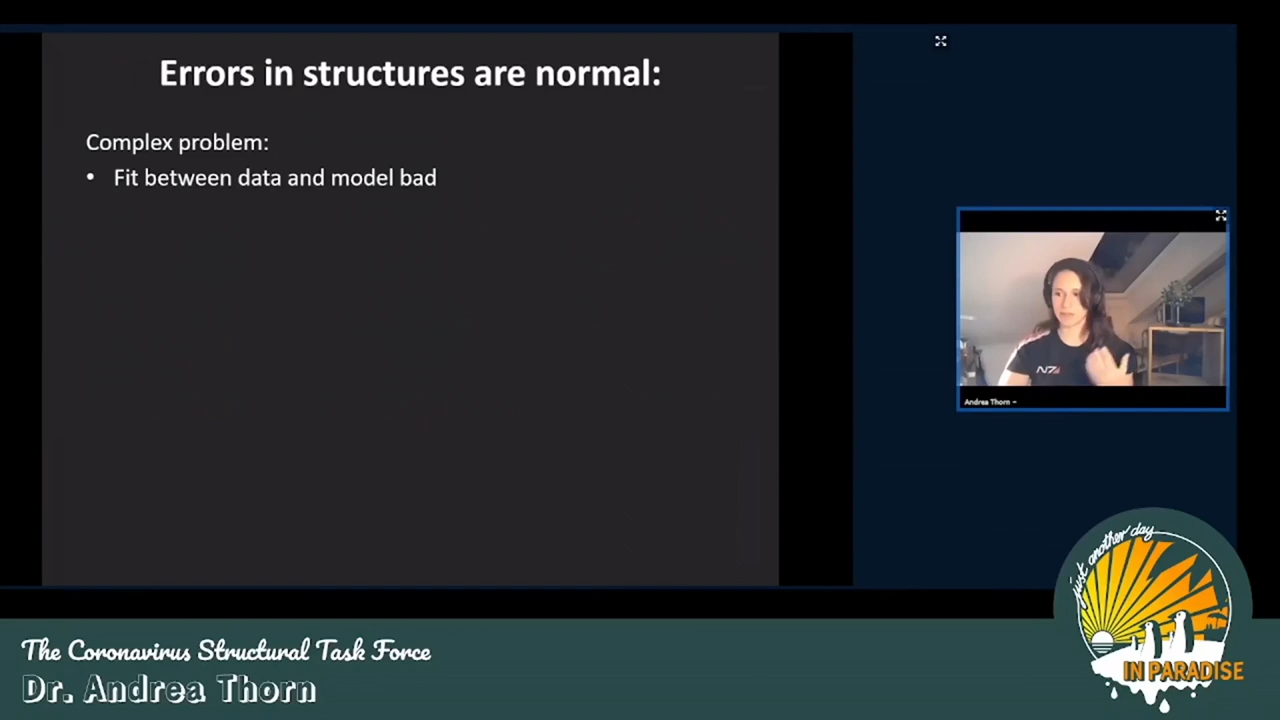 Errors in structures are normal:
Complex problem:
• Fit between data and model bad
N7
Andrea Thorn ~
The Coronavirus Structural Task Force
Dr. Andrea Thorn
just another day
IN PARADISE